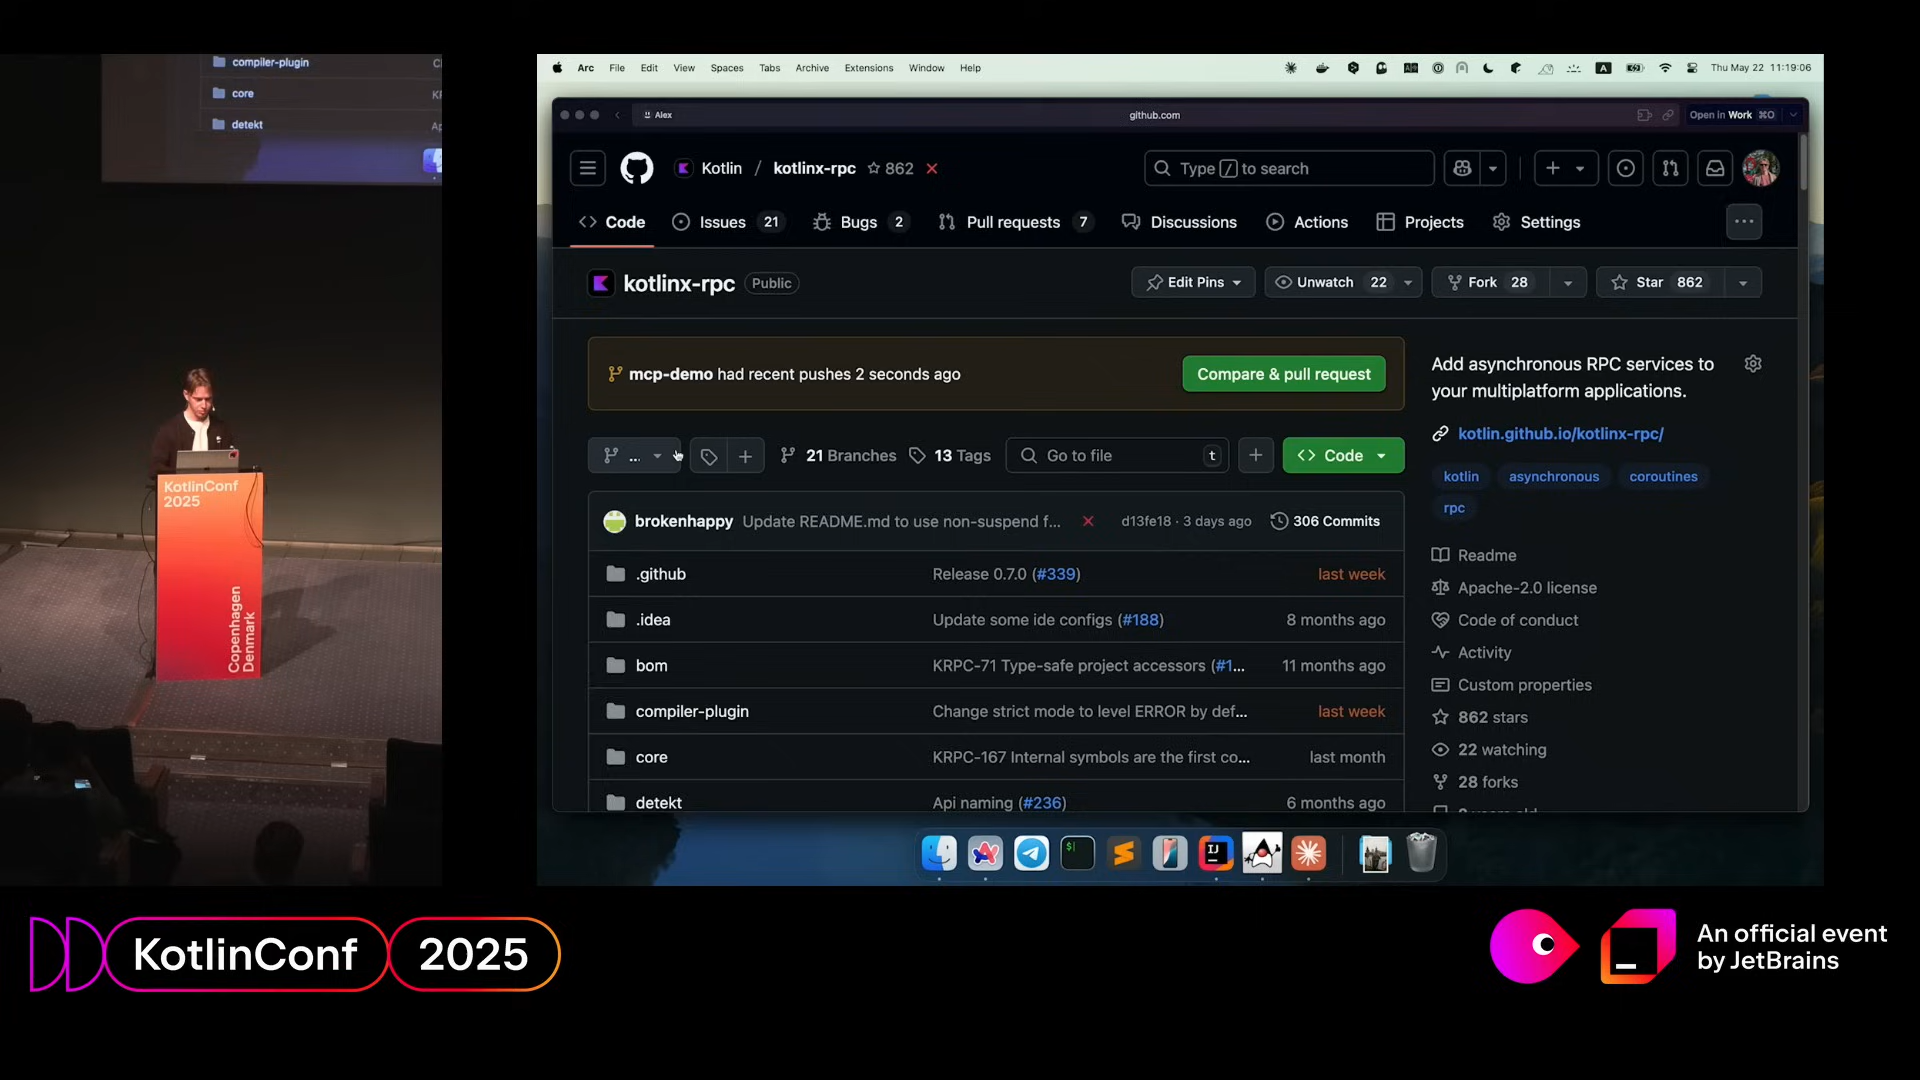 compiler-plugin
core
detekt
KotlinConf
2025
Copenhagen
Denmark
Arc File Edit View Spaces Tabs Archive Extensions Window Help
A
Thu May 22 11:19:06
Alex
github.com
Open in Work ⌘O
Kotlin / kotlinx-rpc 862
Type / to search
Code
Issues 21
Bugs 2
Pull requests 7
Discussions
Actions
Projects
Settings
kotlinx-rpc Public
Edit Pins
Unwatch 22
Fork 28
Star 862
mcp-demo had recent pushes 2 seconds ago
Compare & pull request
...
21 Branches
13 Tags
Go to file t
Code
brokenhappy Update README.md to use non-suspend f... d13fe18 · 3 days ago 306 Commits
.github Release 0.7.0 (#339) last week
.idea Update some ide configs (#188) 8 months ago
bom KRPC-71 Type-safe project accessors (#1... 11 months ago
compiler-plugin Change strict mode to level ERROR by def... last week
core KRPC-167 Internal symbols are the first co... last month
detekt Api naming (#236) 6 months ago
Add asynchronous RPC services to
your multiplatform applications.
kotlin.github.io/kotlinx-rpc/
kotlin asynchronous coroutines
rpc
Readme
Apache-2.0 license
Code of conduct
Activity
Custom properties
862 stars
22 watching
28 forks
IJ
KotlinConf 2025
An official event
by JetBrains